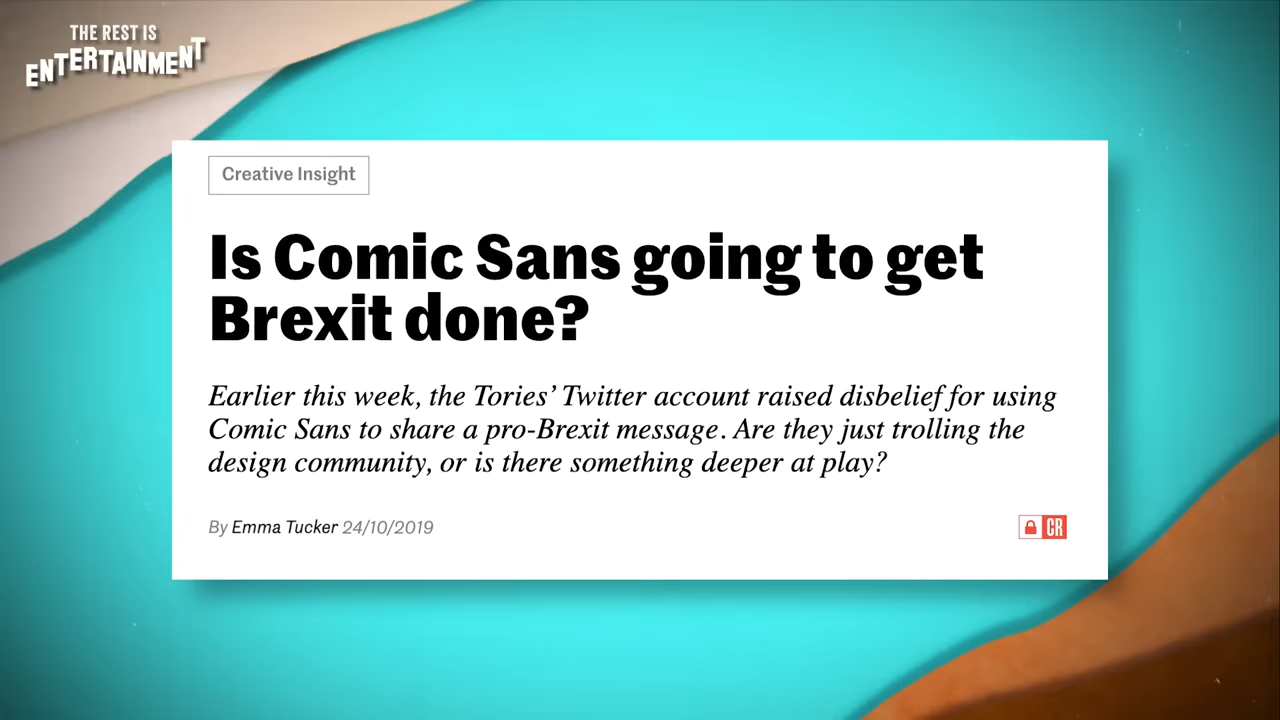 THE REST IS
ENTERTAINMENT
Creative Insight
Is Comic Sans going to get
Brexit done?
Earlier this week, the Tories’ Twitter account raised disbelief for using
Comic Sans to share a pro-Brexit message. Are they just trolling the
design community, or is there something deeper at play?
By Emma Tucker 24/10/2019
CR